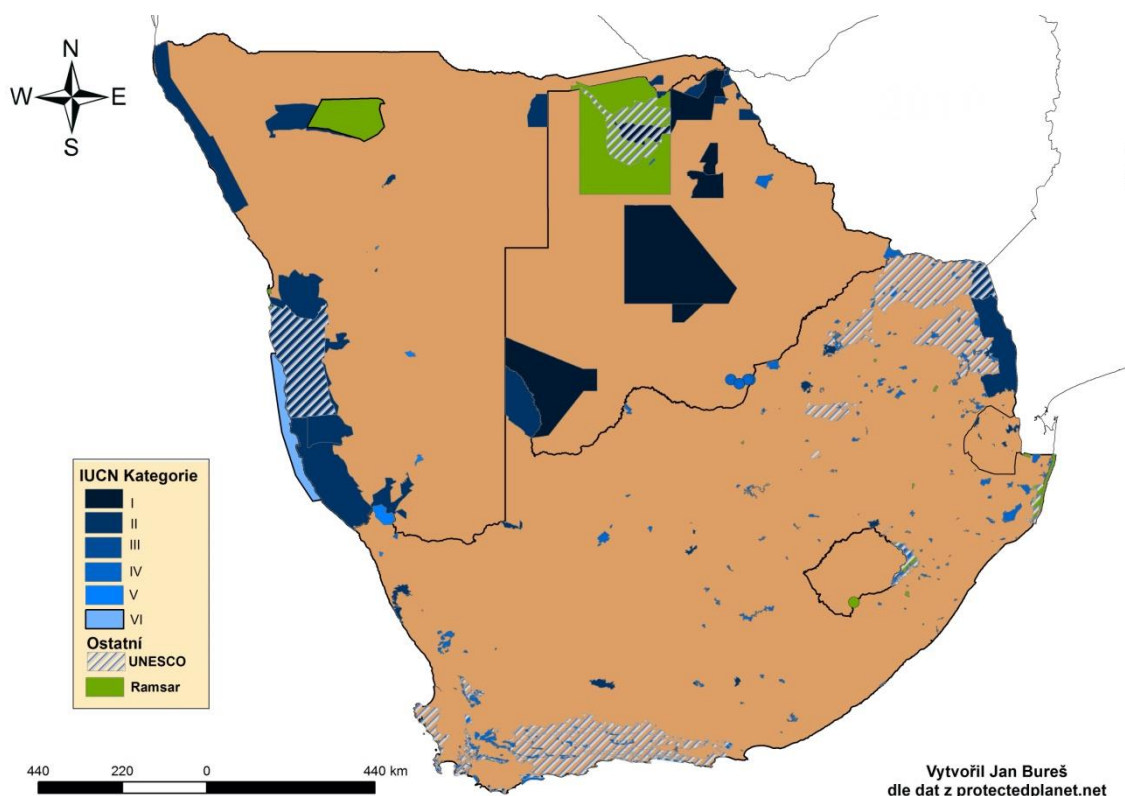 N
W E
S
IUCN Kategorie
I
II
III
IV
V
VI
Ostatní
UNESCO
Ramsar
440 220 0 440 km
Vytvořil Jan Bureš
dle dat z protectedplanet.net